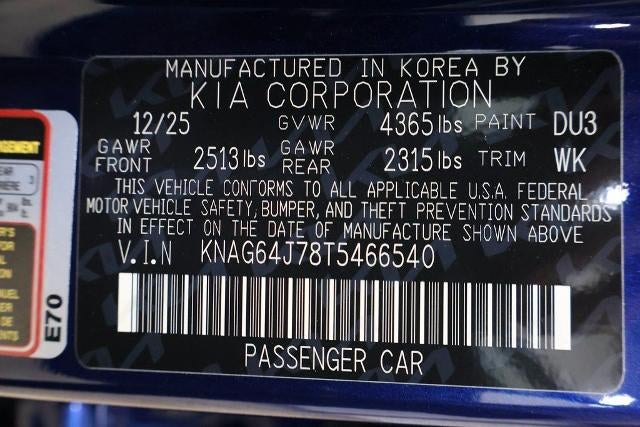 MANUFACTURED IN KOREA BY
KIA CORPORATION
12/25 GVWR 4365 lbs PAINT DU3
GAWR FRONT 2513 lbs GAWR REAR 2315 lbs TRIM WK
THIS VEHICLE CONFORMS TO ALL APPLICABLE U.S.A. FEDERAL
MOTOR VEHICLE SAFETY, BUMPER, AND THEFT PREVENTION STANDARDS
IN EFFECT ON THE DATE OF MANUFACTURE SHOWN ABOVE
V.I.N KNAG64J78T5466540
PASSENGER CAR
E70